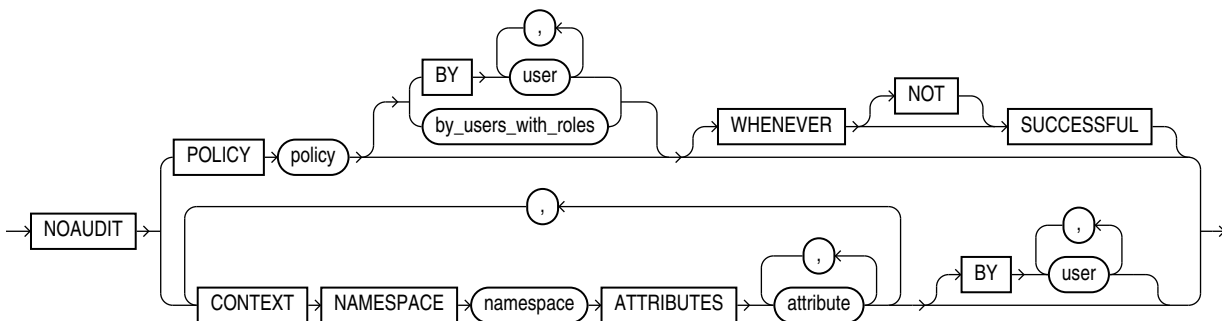 ,
BY user
by_users_with_roles
NOT
WHENEVER SUCCESSFUL
POLICY policy
,
NOAUDIT
,
,
BY user
CONTEXT NAMESPACE namespace ATTRIBUTES attribute